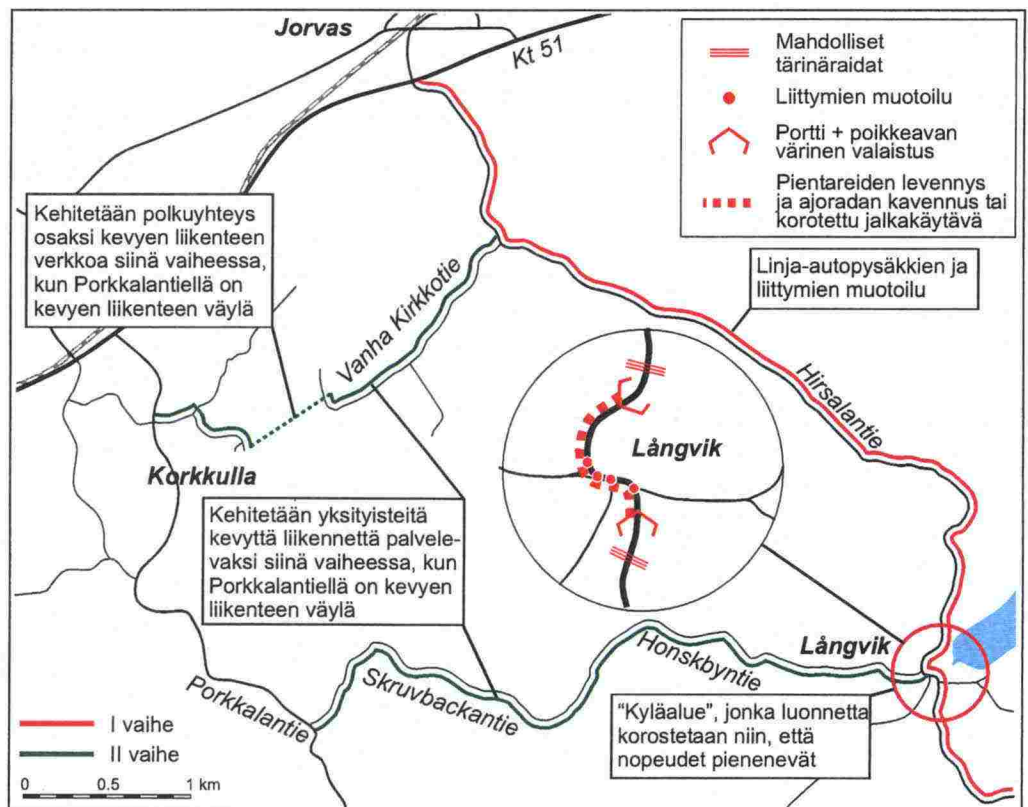 Jorvas
Kt 51
Mahdolliset
tärinäraidat
Liittymien muotoilu
Portti + poikkeavan
värinen valaistus
Pientareiden levennys
ja ajoradan kavennus tai
korotettu jalkakäytävä
Kehitetään polkuyhteys
osaksi kevyen liikenteen
verkkoa siinä vaiheessa,
kun Porkkalantiellä on
kevyen liikenteen väylä
Linja-autopysäkkien ja
liittymien muotoilu
Vanha Kirkkotie
Hirsalantie
Långvik
Korkkulla
Kehitetään yksityisteitä
kevyttä liikennettä palvele-
vaksi siinä vaiheessa, kun
Porkkalantiellä on kevyen
liikenteen väylä
Långvik
Honskbyntie
Skruvbackantie
Porkkalantie
"Kyläalue", jonka luonnetta
korostetaan niin, että
nopeudet pienenevät
I vaihe
II vaihe
0 0.5 1 km